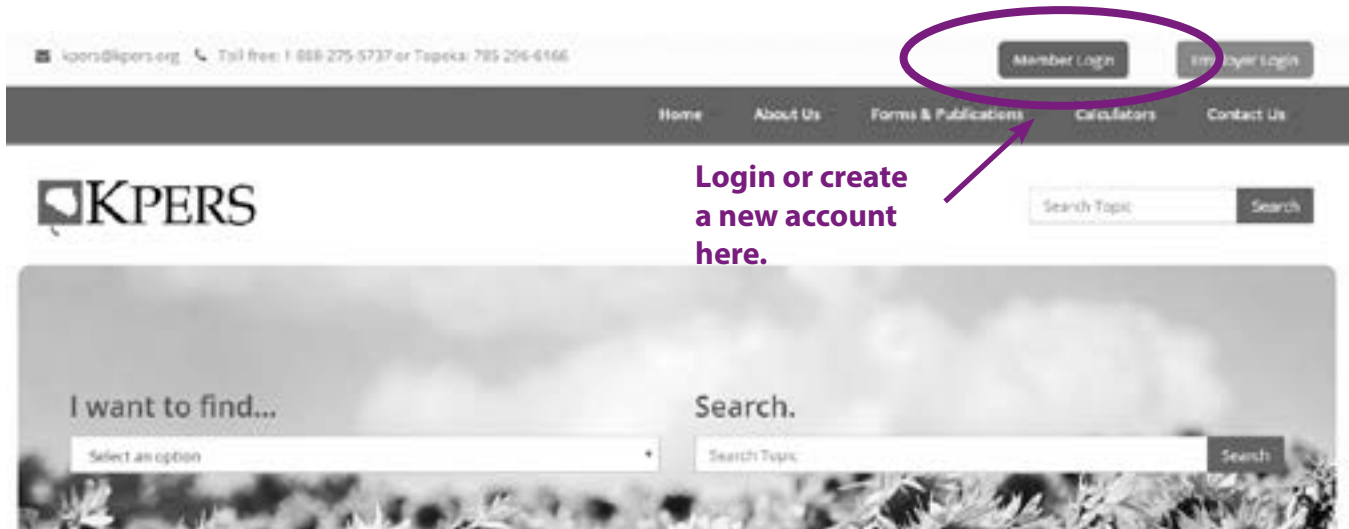 kpers@kpers.org Toll free: 1-888-275-5737 or Topeka: 785-296-6166
Member Login
Employer Login
Home About Us Forms & Publications Calculators Contact Us
KPERS
Login or create
a new account
here.
Search Topic Search
I want to find...
Search.
Select an option
Search Topic Search